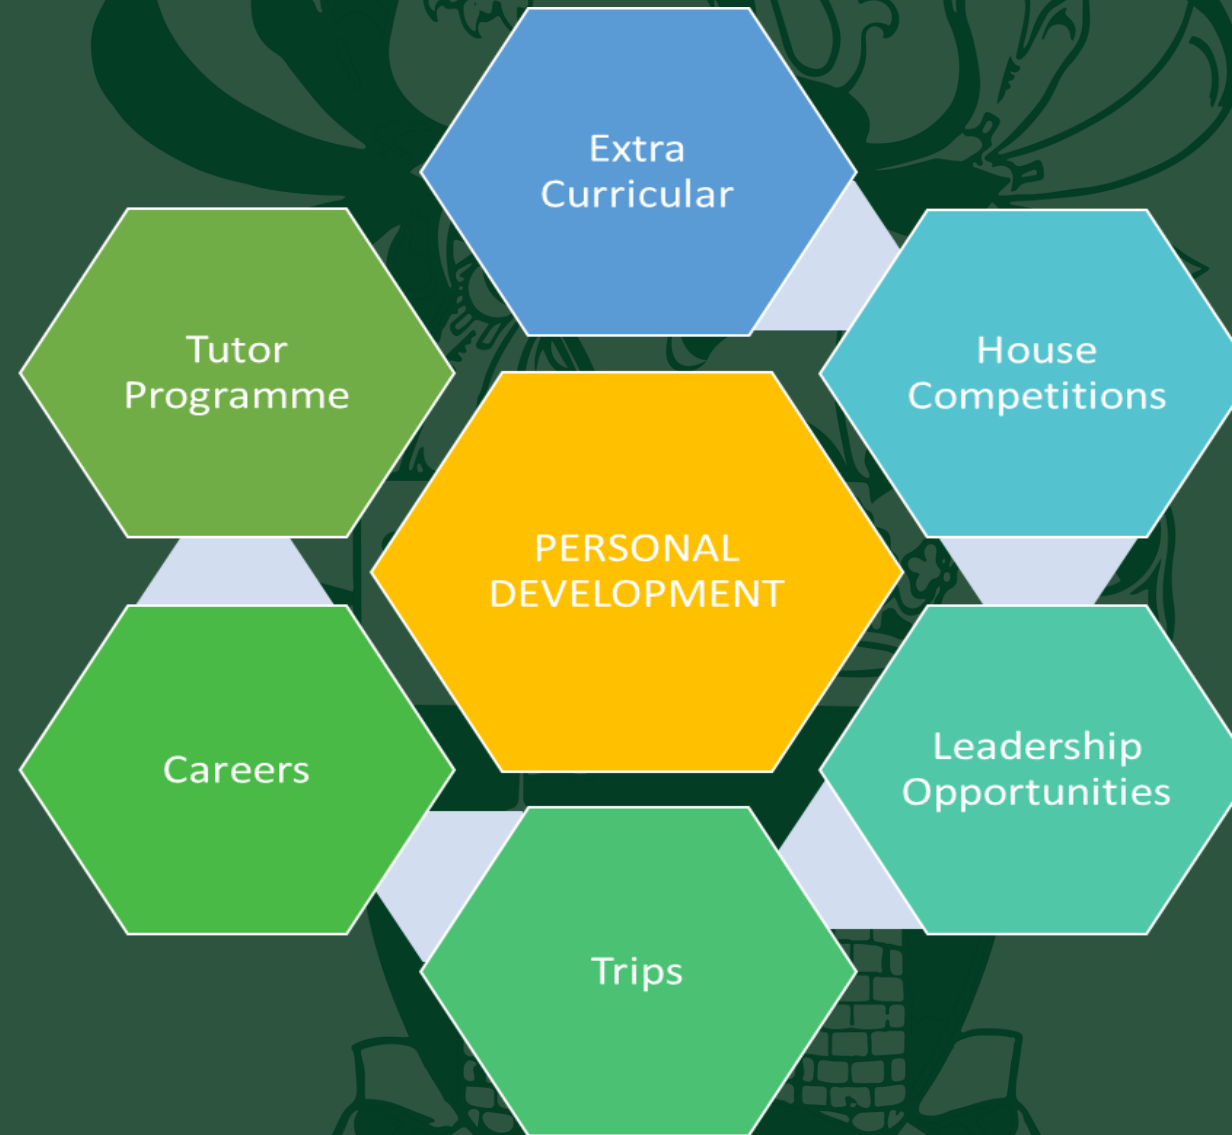 Extra
Curricular
Tutor
Programme
House
Competitions
PERSONAL
DEVELOPMENT
Careers
Leadership
Opportunities
Trips